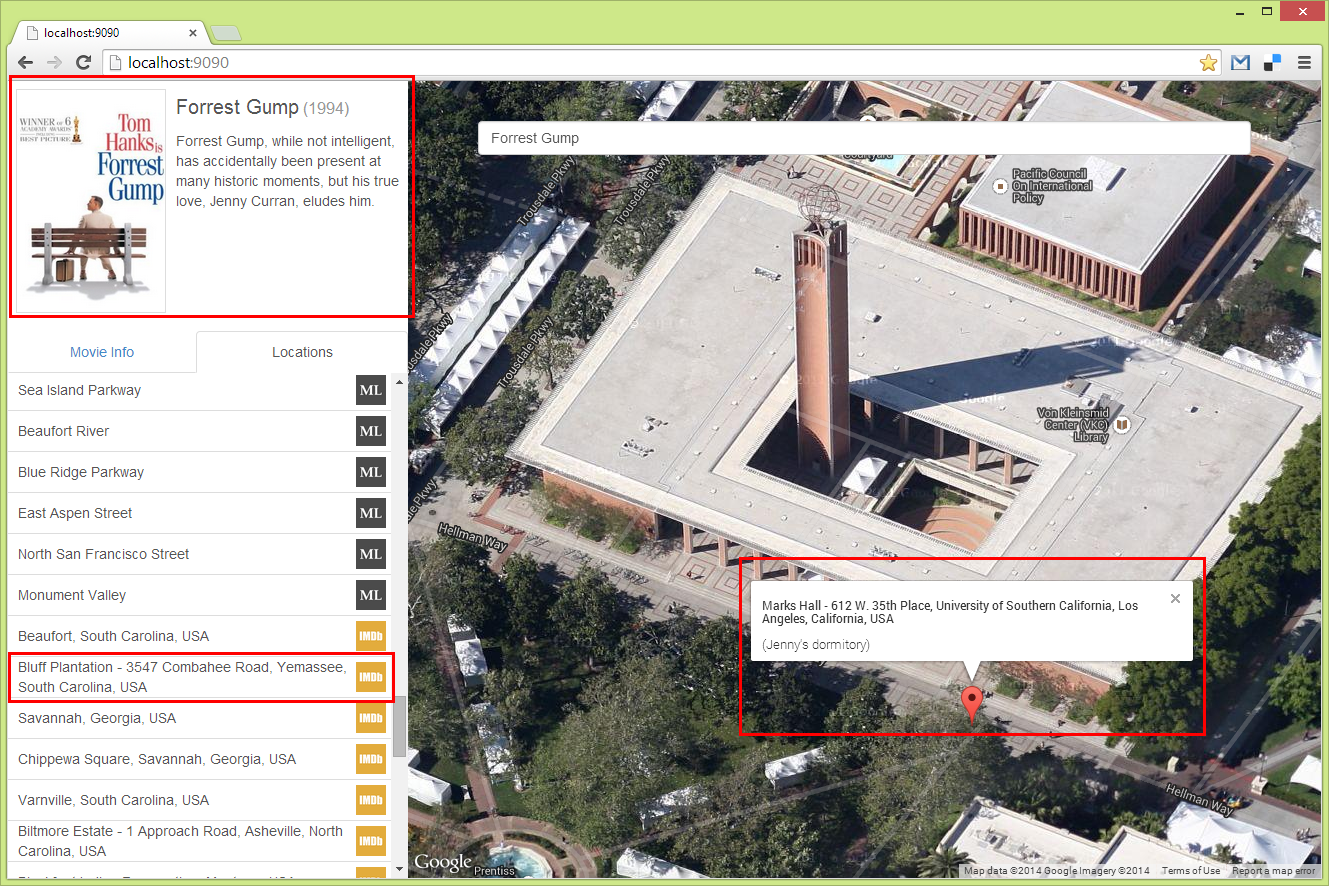 localhost:9090
localhost:9090
WINNER OF 6
ACADEMY AWARDS
BEST PICTURE
Tom
Hanks is
Forrest
Gump
Forrest Gump (1994)
Forrest Gump, while not intelligent,
has accidentally been present at
many historic moments, but his true
love, Jenny Curran, eludes him.
Movie Info
Locations
Sea Island Parkway
ML
Beaufort River
ML
Blue Ridge Parkway
ML
East Aspen Street
ML
North San Francisco Street
ML
Monument Valley
ML
Beaufort, South Carolina, USA
IMDb
Bluff Plantation - 3547 Combahee Road, Yemassee,
South Carolina, USA
IMDb
Savannah, Georgia, USA
IMDb
Chippewa Square, Savannah, Georgia, USA
IMDb
Varnville, South Carolina, USA
IMDb
Biltmore Estate - 1 Approach Road, Asheville, North
Carolina, USA
IMDb
Forrest Gump
Courtyard
Pacific Council
On International
Policy
Trousdale Pkwy
Trousdale Pkwy
Trousdale Pkwy
Trousdale Pkwy
Google
Von Kleinsmid
Center (VKC)
Library
Hellman Way
Marks Hall - 612 W. 35th Place, University of Southern California, Los
Angeles, California, USA
(Jenny's dormitory)
Hellman Way
Google
Prentiss
Map data ©2014 Google Imagery ©2014
Terms of Use
Report a map error